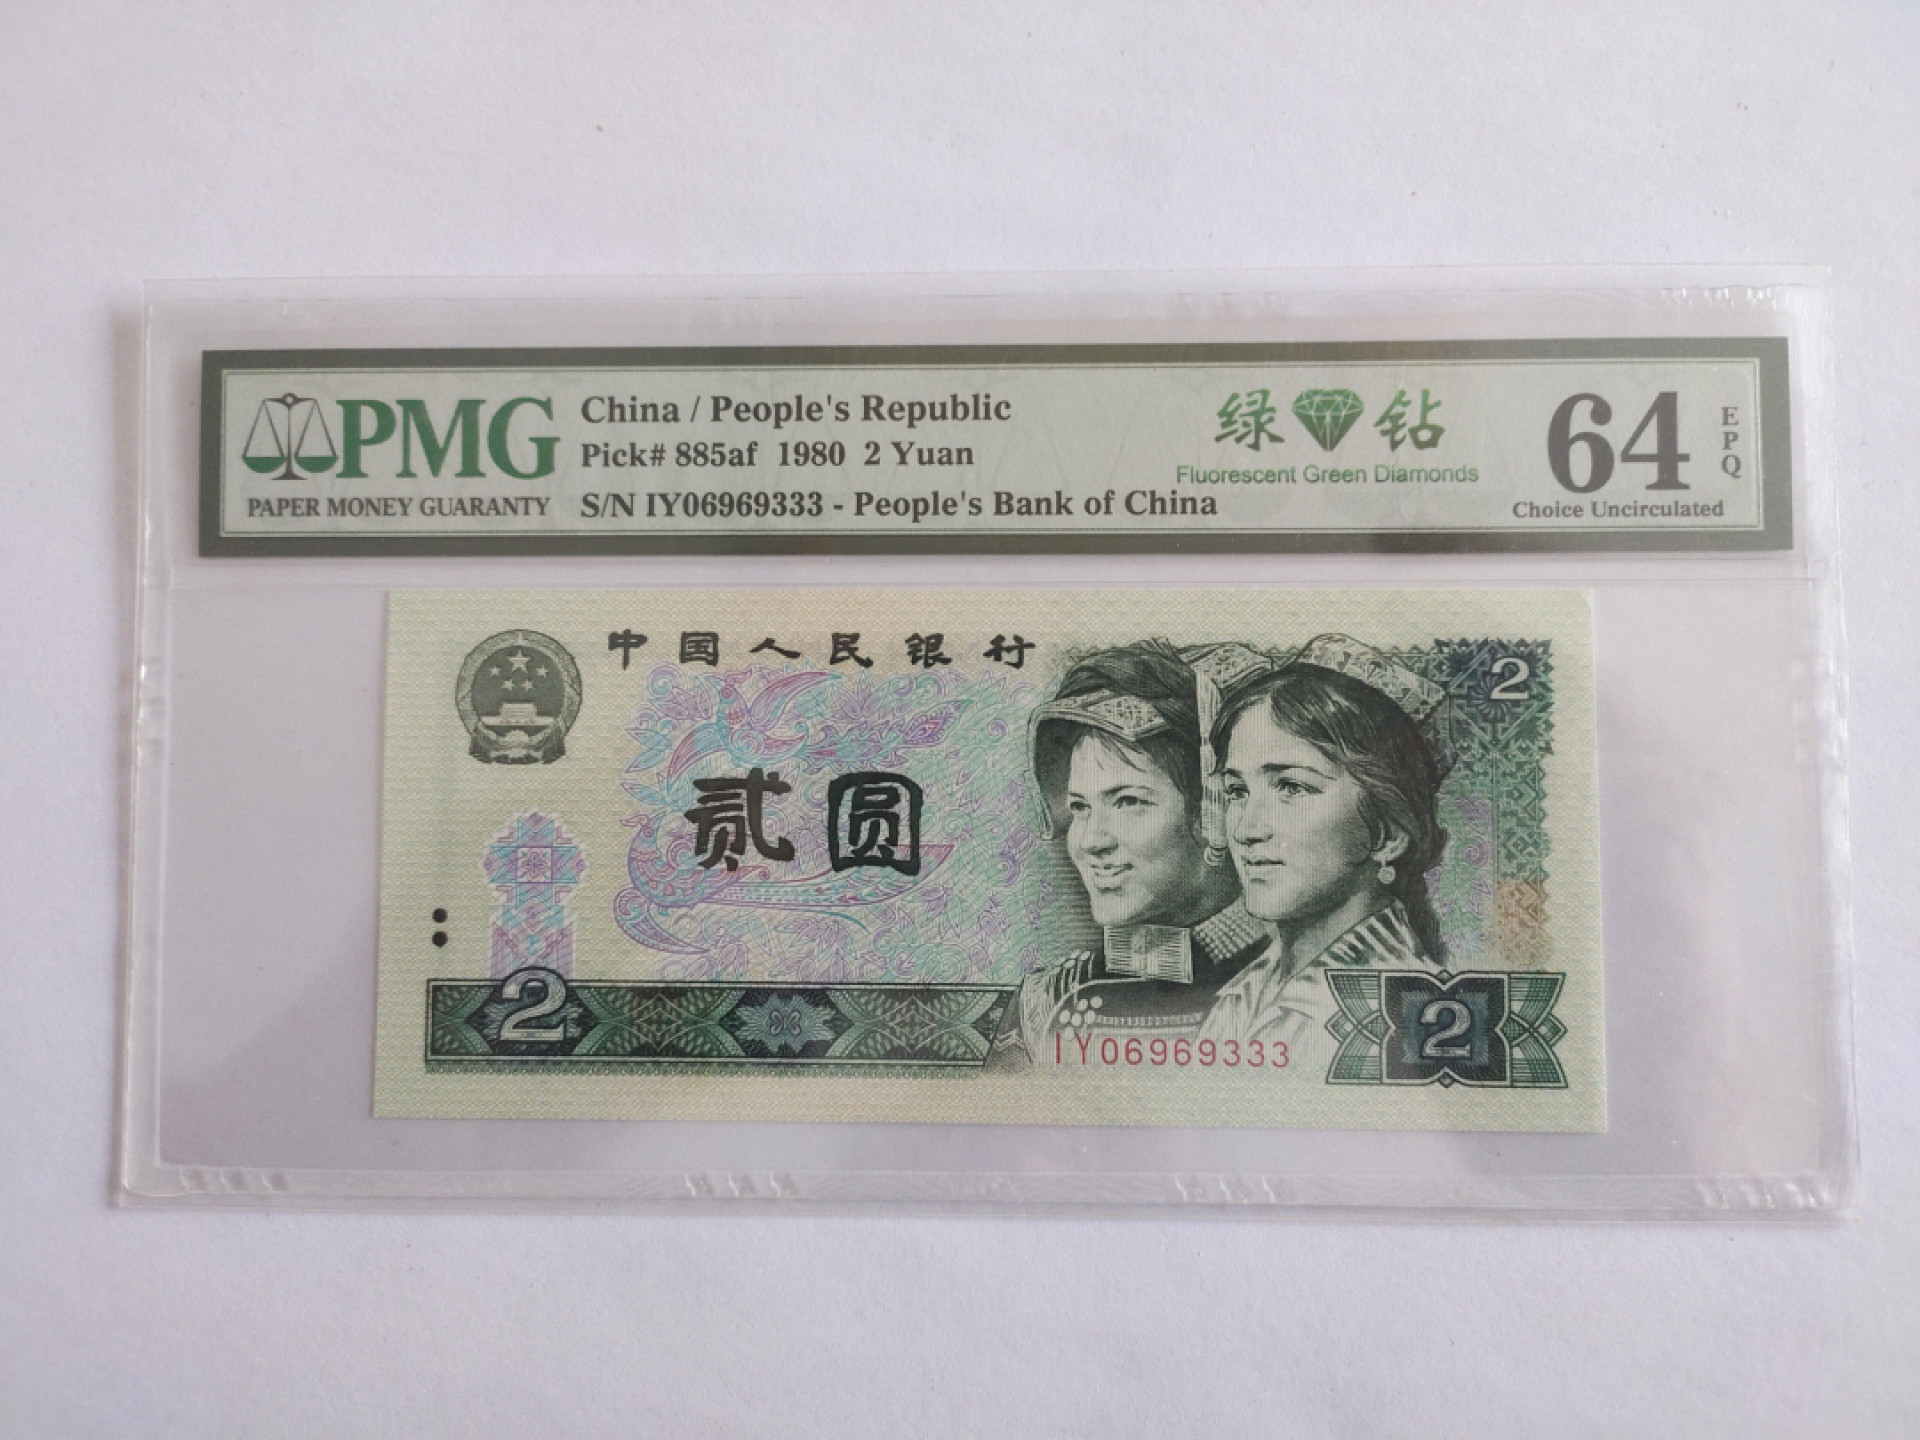 PMG
PAPER MONEY GUARANTY
China / People's Republic
Pick# 885af 1980 2 Yuan
S/N IY06969333 - People's Bank of China
绿 钻
Fluorescent Green Diamonds
64
EPQ
Choice Uncirculated
中国人民银行
2
贰圆
2
IY06969333
2